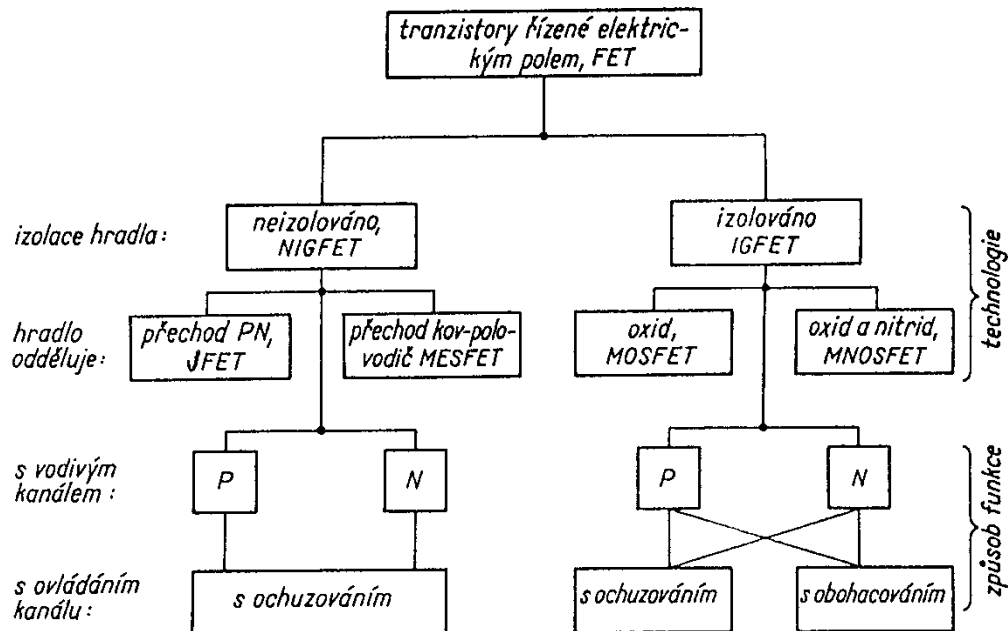 tranzistory řízené elektric-
kým polem, FET
izolace hradla:
neizolováno,
NIGFET
izolováno
IGFET
technologie
hradlo
odděluje:
přechod PN,
JFET
přechod kov-polo-
vodič MESFET
oxid,
MOSFET
oxid a nitrid,
MNOSFET
s vodivým
kanálem:
P
N
P
N
způsob funkce
s ovládáním
kanálu:
s ochuzováním
s ochuzováním
s obohacováním